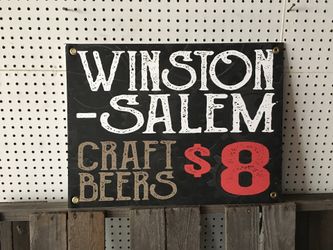 WINSTON
-SALEM
CRAFT
BEERS $8